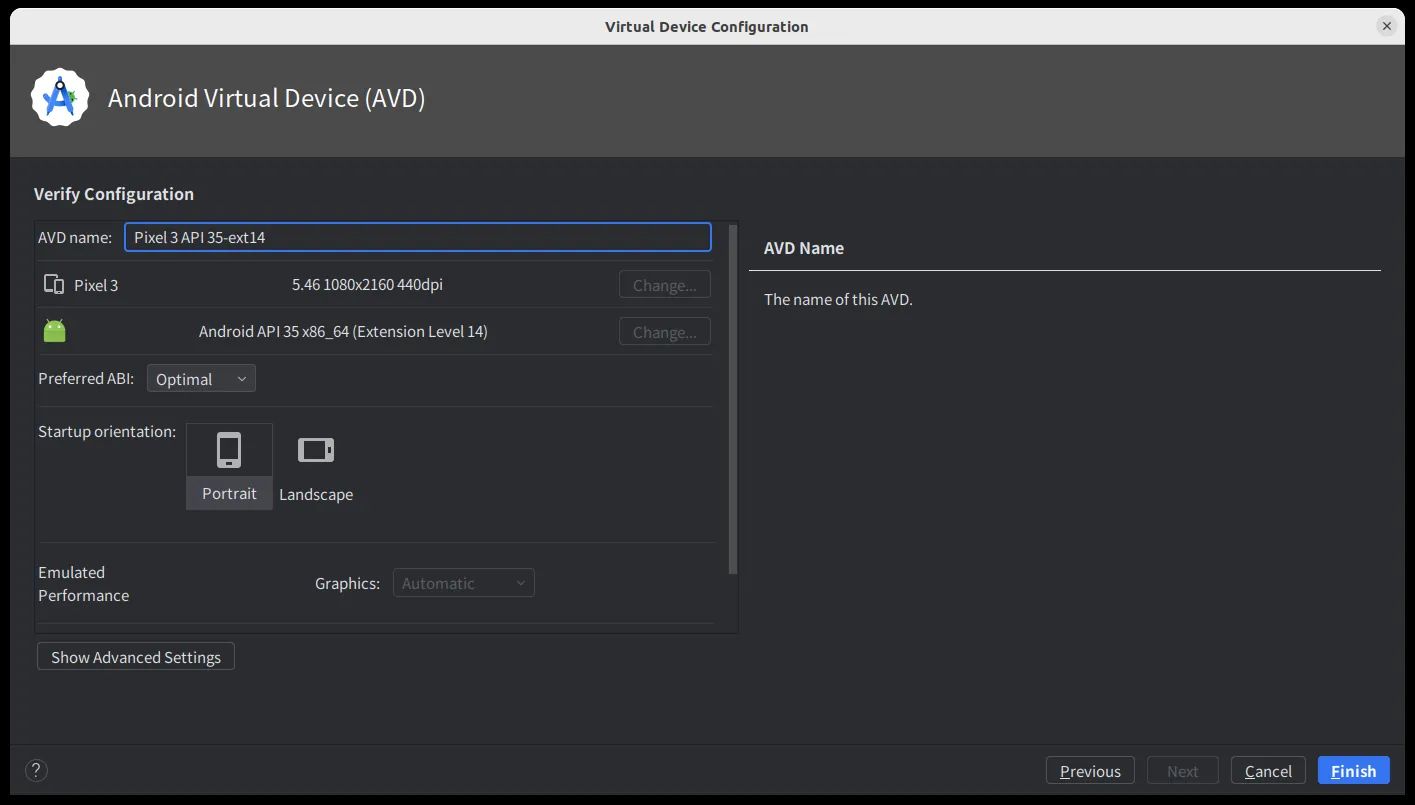 Virtual Device Configuration
Android Virtual Device (AVD)
Verify Configuration
AVD name: Pixel 3 API 35-ext14
Pixel 3 5.46 1080x2160 440dpi Change...
Android API 35 x86_64 (Extension Level 14) Change...
Preferred ABI: Optimal
Startup orientation:
Portrait Landscape
Emulated
Performance
Graphics: Automatic
Show Advanced Settings
AVD Name
The name of this AVD.
?
Previous Next Cancel Finish